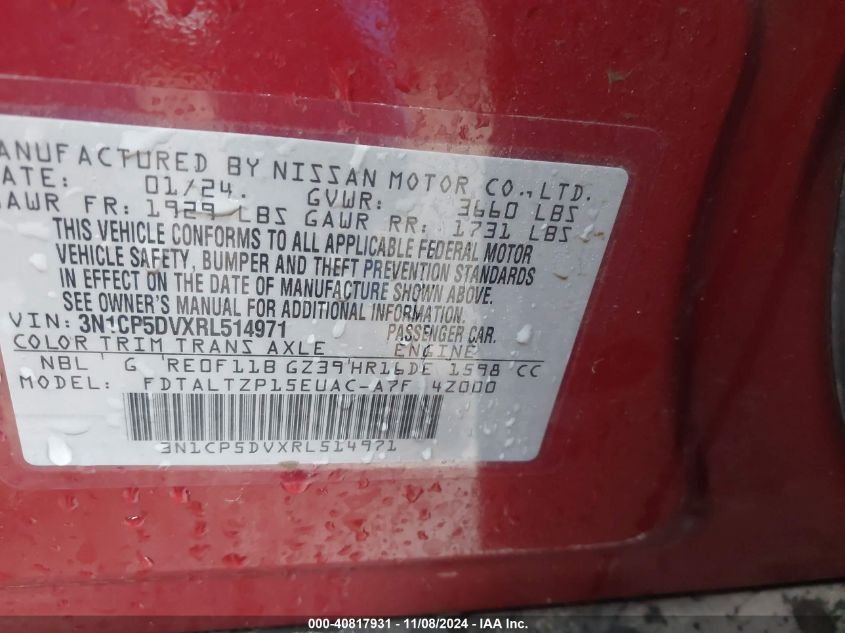 ANUFACTURED BY NISSAN MOTOR CO.,LTD.
ATE: 01/24. GVWR: 3660 LBS
AWR FR: 1929 LBS GAWR RR: 1731 LBS
THIS VEHICLE CONFORMS TO ALL APPLICABLE FEDERAL MOTOR
VEHICLE SAFETY, BUMPER AND THEFT PREVENTION STANDARDS
IN EFFECT ON THE DATE OF MANUFACTURE SHOWN ABOVE.
SEE OWNER'S MANUAL FOR ADDITIONAL INFORMATION.
VIN: 3N1CP5DVXRL514971 PASSENGER CAR.
COLOR TRIM TRANS AXLE ENGINE
NBL G RE0F11B GZ39 HR16DE 1598 CC
MODEL: FDTALTZP15EUAC-A7F 4Z000
3N1CP5DVXRL514971
000-40817931 - 11/08/2024 - IAA Inc.